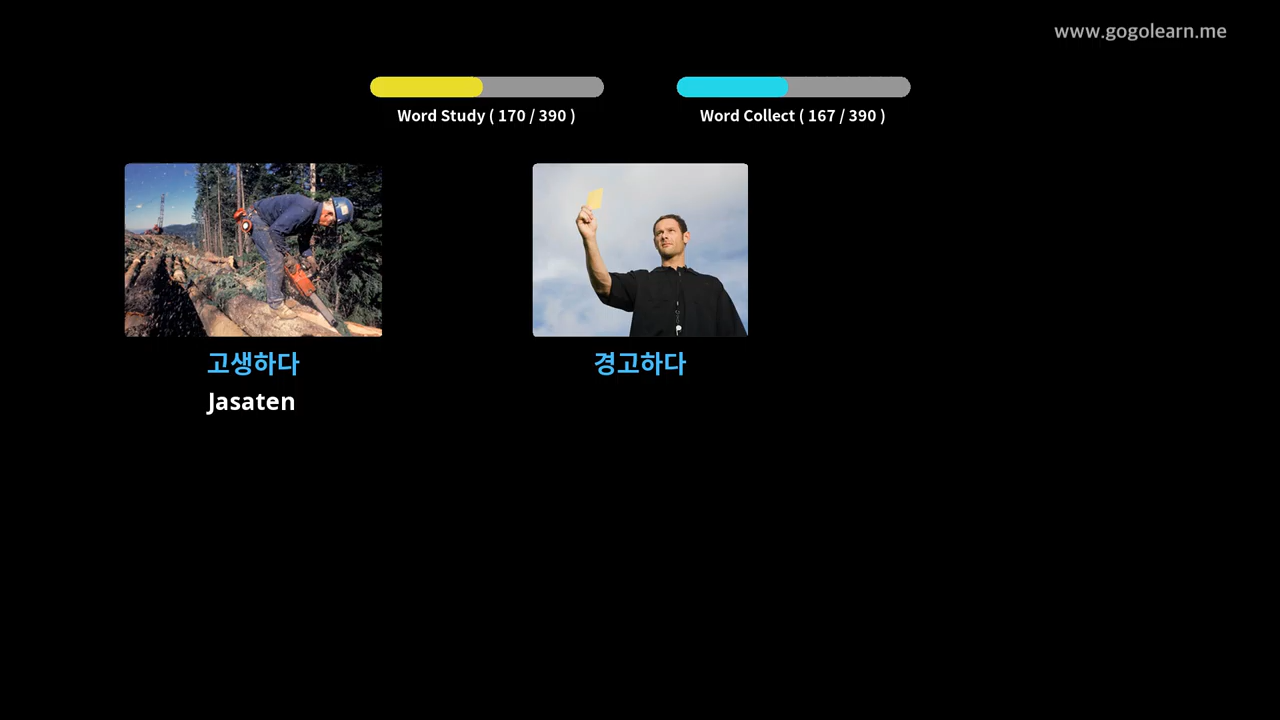 www.gogolearn.me
Word Study ( 170 / 390 )
Word Collect ( 167 / 390 )
고생하다
경고하다
Jasaten